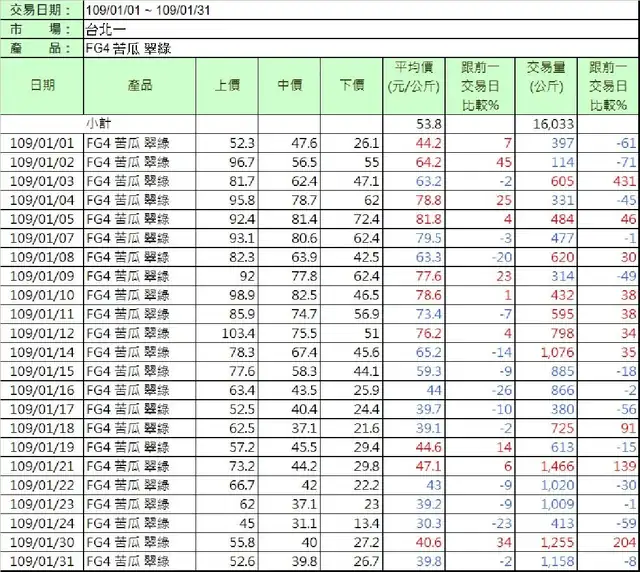 交易日期： 109/01/01 ~ 109/01/31
市 場： 台北一
產 品： FG4 苦瓜 翠綠
日期 產品 上價 中價 下價 平均價(元/公斤) 跟前一交易日比較% 交易量(公斤) 跟前一交易日比較%
小計 53.8 16,033
109/01/01 FG4 苦瓜 翠綠 52.3 47.6 26.1 44.2 7 397 -61
109/01/02 FG4 苦瓜 翠綠 96.7 56.5 55 64.2 45 114 -71
109/01/03 FG4 苦瓜 翠綠 81.7 62.4 47.1 63.2 -2 605 431
109/01/04 FG4 苦瓜 翠綠 95.8 78.7 62 78.8 25 331 -45
109/01/05 FG4 苦瓜 翠綠 92.4 81.4 72.4 81.8 4 484 46
109/01/07 FG4 苦瓜 翠綠 93.1 80.6 62.4 79.5 -3 477 -1
109/01/08 FG4 苦瓜 翠綠 82.3 63.9 42.5 63.3 -20 620 30
109/01/09 FG4 苦瓜 翠綠 92 77.8 62.4 77.6 23 314 -49
109/01/10 FG4 苦瓜 翠綠 98.9 82.5 46.5 78.6 1 432 38
109/01/11 FG4 苦瓜 翠綠 85.9 74.7 56.9 73.4 -7 595 38
109/01/12 FG4 苦瓜 翠綠 103.4 75.5 51 76.2 4 798 34
109/01/14 FG4 苦瓜 翠綠 78.3 67.4 45.6 65.2 -14 1,076 35
109/01/15 FG4 苦瓜 翠綠 77.6 58.3 44.1 59.3 -9 885 -18
109/01/16 FG4 苦瓜 翠綠 63.4 43.5 25.9 44 -26 866 -2
109/01/17 FG4 苦瓜 翠綠 52.5 40.4 24.4 39.7 -10 380 -56
109/01/18 FG4 苦瓜 翠綠 62.5 37.1 21.6 39.1 -2 725 91
109/01/19 FG4 苦瓜 翠綠 57.2 45.5 29.4 44.6 14 613 -15
109/01/21 FG4 苦瓜 翠綠 73.2 44.2 29.8 47.1 6 1,466 139
109/01/22 FG4 苦瓜 翠綠 66.7 42 22.2 43 -9 1,020 -30
109/01/23 FG4 苦瓜 翠綠 62 37.1 23 39.2 -9 1,009 -1
109/01/24 FG4 苦瓜 翠綠 45 31.1 13.4 30.3 -23 413 -59
109/01/30 FG4 苦瓜 翠綠 55.8 40 27.2 40.6 34 1,255 204
109/01/31 FG4 苦瓜 翠綠 52.6 39.8 26.7 39.8 -2 1,158 -8